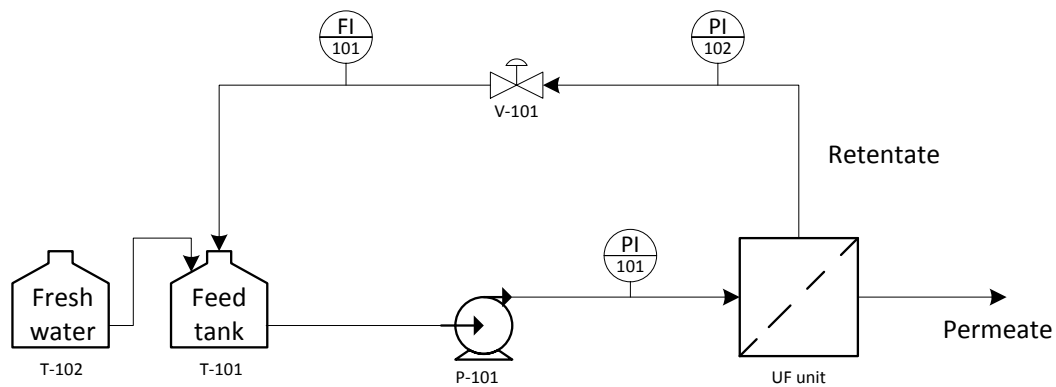 FI
101
PI
102
V-101
Retentate
PI
101
Fresh
water
Feed
tank
Permeate
T-102
T-101
P-101
UF unit